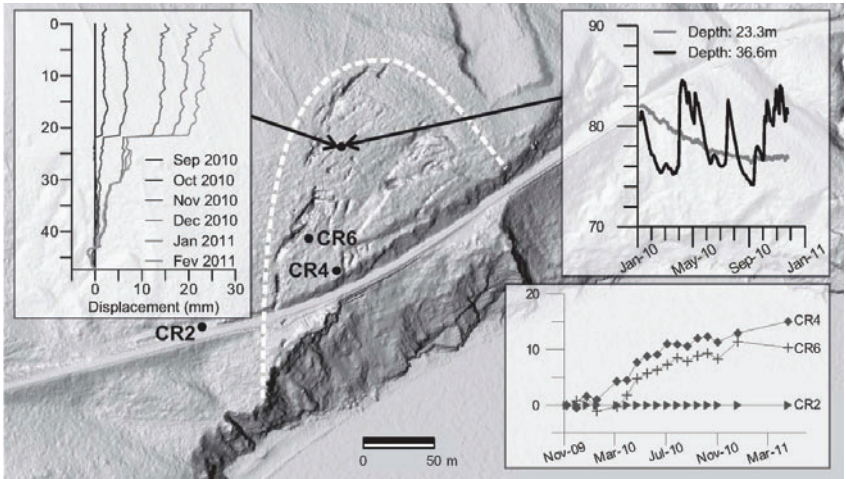 0
10
20
30
40
0
10
20
30
Displacement (mm)
Sep 2010
Oct 2010
Nov 2010
Dec 2010
Jan 2011
Fev 2011
90
80
70
Depth: 23.3m
Depth: 36.6m
Jan-10
May-10
Sep-10
Jan-11
CR6
CR4
CR2
0
50 m
20
10
0
CR4
CR6
CR2
Nov-09
Mar-10
Jul-10
Nov-10
Mar-11